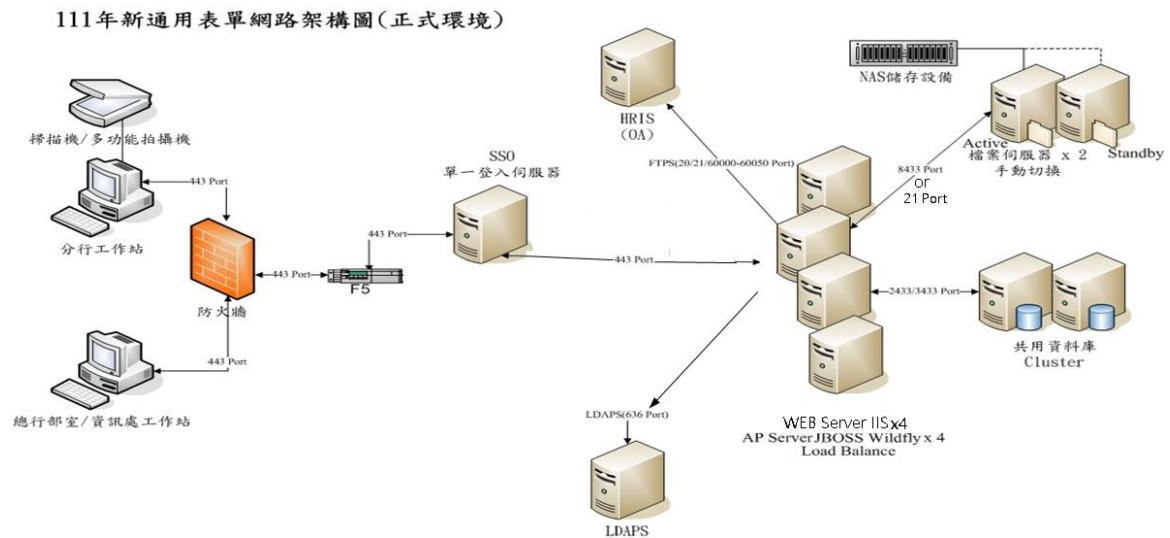 111年新通用表單網路架構圖(正式環境)
掃描機/多功能拍攝機
443 Port
分行工作站
443 Port
防火牆
443 Port
總行部室/資訊處工作站
F5
443 Port
SSO
單一登入伺服器
443 Port
HRIS
(OA)
FTPS(20/21/60000-60050 Port)
NAS儲存設備
Active
Standby
檔案伺服器 x 2
手動切換
8433 Port
or
21 Port
2433/3433 Port
共用資料庫
Cluster
WEB Server IISx4
AP ServerJBOSS Wildfly x 4
Load Balance
LDAPS(636 Port)
LDAPS